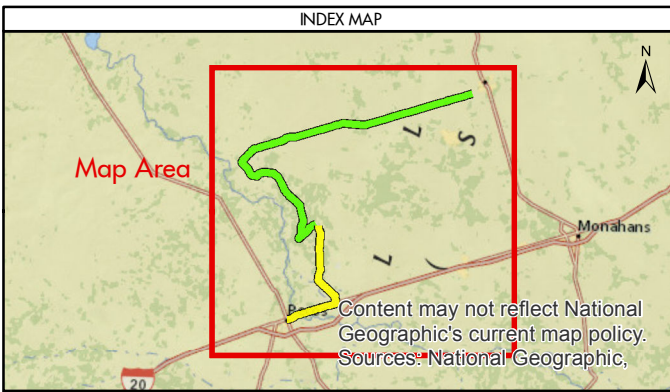 INDEX MAP
N
Map Area
L
S
Monahans
L
Content may not reflect National
Geographic's current map policy.
Sources: National Geographic,
20